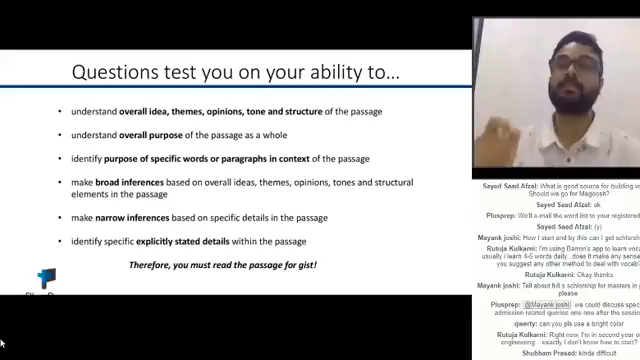 Questions test you on your ability to...
• understand overall idea, themes, opinions, tone and structure of the passage
• understand overall purpose of the passage as a whole
• identify purpose of specific words or paragraphs in context of the passage
• make broad inferences based on overall ideas, themes, opinions, tones and structural
elements in the passage
• make narrow inferences based on specific details in the passage
• identify specific explicitly stated details within the passage
Therefore, you must read the passage for gist!
Sayed Saad Afzal: What is good source for building vo
Should we go for Magoosh?
Sayed Saad Afzal: ok
Plusprep: We'll e-mail the word list to your registered
Sayed Saad Afzal: (y)
Mayank joshi: How I start and by this can I get schlorshi
Rutuja Kulkarni: I'm using Barron's app to learn vocat
usually I learn 4-5 words daily.. does it make any sense
you suggest any other method to deal with vocab?
Rutuja Kulkarni: Okay thanks
Mayank joshi: Tell about full s schlorship for masters in
please
Plusprep: @Mayank joshi we could discuss speci
admission related queries one-one after the session
qwerty: can you pls use a bright color
Rutuja Kulkarni: Right now, I'm in second year of
engineering... exactly I don't know how to start?
Shubham Prasad: kinda difficult